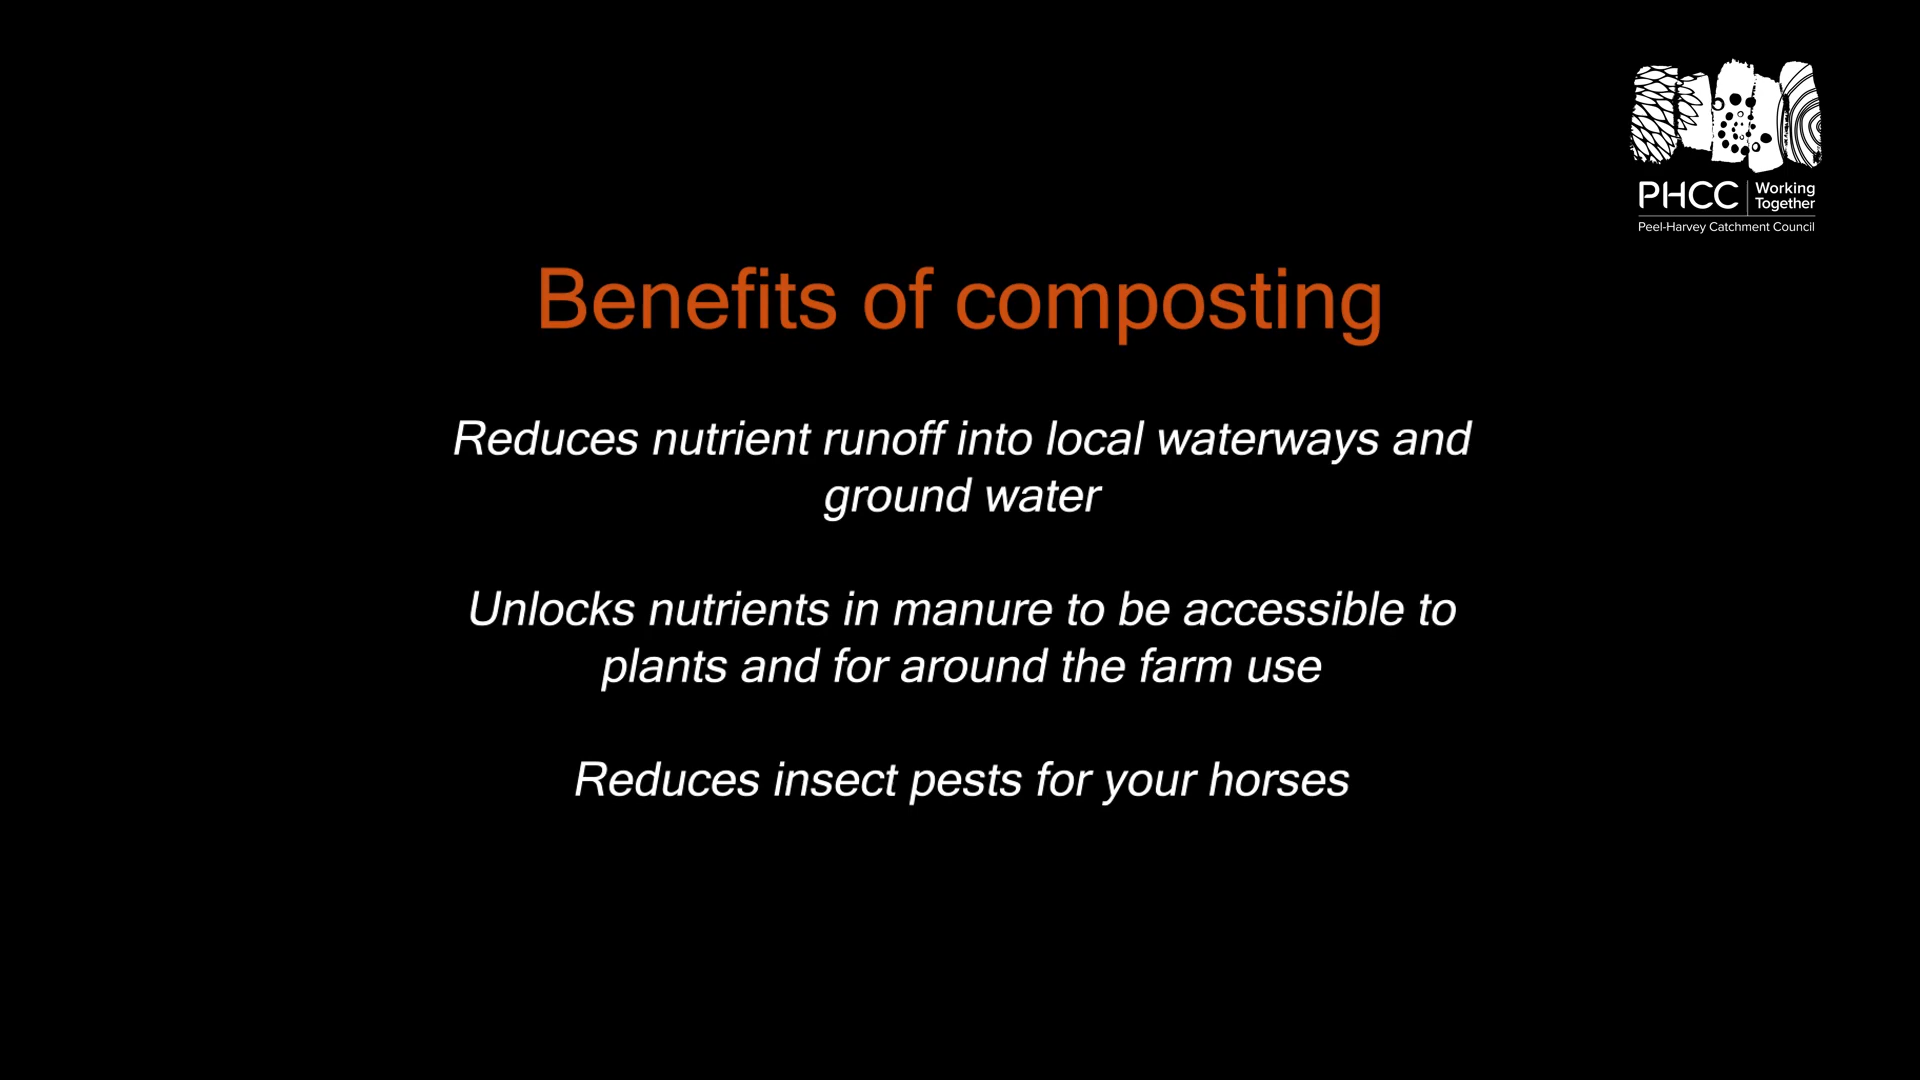 PHCC
Working
Together
Peel-Harvey Catchment Council
Benefits of composting
Reduces nutrient runoff into local waterways and
ground water
Unlocks nutrients in manure to be accessible to
plants and for around the farm use
Reduces insect pests for your horses